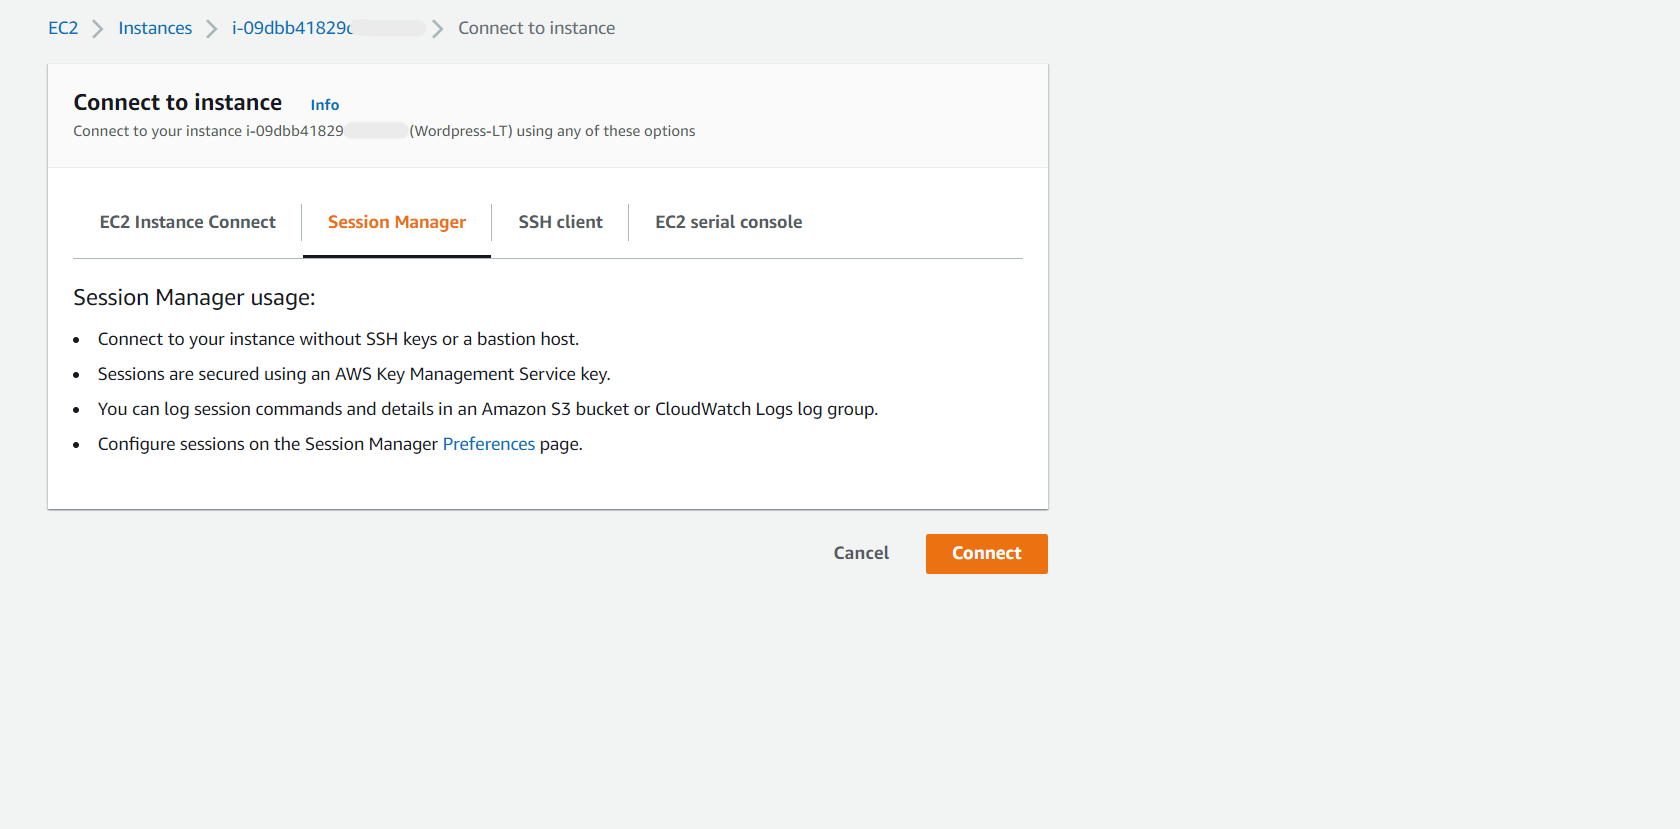 EC2 Instances i-09dbb41829 Connect to instance
Connect to instance Info
Connect to your instance i-09dbb41829 (Wordpress-LT) using any of these options
EC2 Instance Connect Session Manager SSH client EC2 serial console
Session Manager usage:
• Connect to your instance without SSH keys or a bastion host.
• Sessions are secured using an AWS Key Management Service key.
• You can log session commands and details in an Amazon S3 bucket or CloudWatch Logs log group.
• Configure sessions on the Session Manager Preferences page.
Cancel Connect